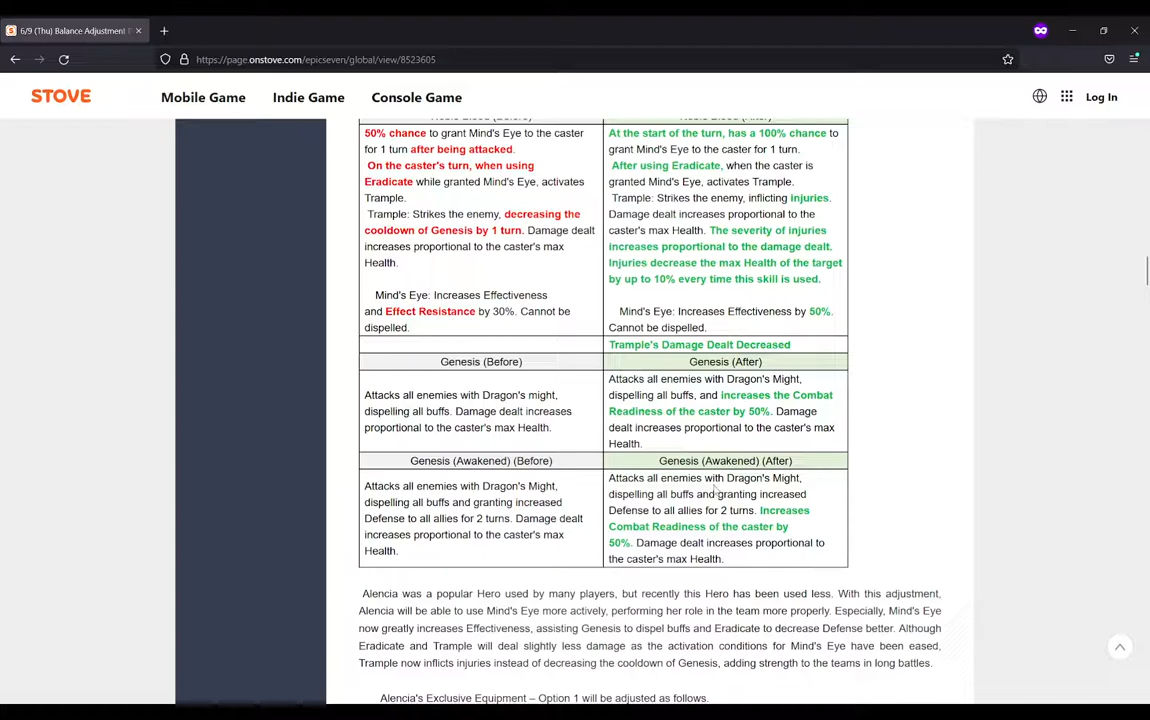 6/9 (Thu) Balance Adjustment
https://page.onstove.com/epicseven/global/view/8523605
STOVE
Mobile Game
Indie Game
Console Game
Log In
50% chance to grant Mind's Eye to the caster
for 1 turn after being attacked.
On the caster's turn, when using
Eradicate while granted Mind's Eye, activates
Trample.
Trample: Strikes the enemy, decreasing the
cooldown of Genesis by 1 turn. Damage dealt
increases proportional to the caster's max
Health.
Mind's Eye: Increases Effectiveness
and Effect Resistance by 30%. Cannot be
dispelled.
At the start of the turn, has a 100% chance to
grant Mind's Eye to the caster for 1 turn.
After using Eradicate, when the caster is
granted Mind's Eye, activates Trample.
Trample: Strikes the enemy, inflicting injuries.
Damage dealt increases proportional to the
caster's max Health. The severity of injuries
increases proportional to the damage dealt.
Injuries decrease the max Health of the target
by up to 10% every time this skill is used.
Mind's Eye: Increases Effectiveness by 50%.
Cannot be dispelled.
Trample's Damage Dealt Decreased
Genesis (Before)
Genesis (After)
Attacks all enemies with Dragon's might,
dispelling all buffs. Damage dealt increases
proportional to the caster's max Health.
Attacks all enemies with Dragon's Might,
dispelling all buffs, and increases the Combat
Readiness of the caster by 50%. Damage
dealt increases proportional to the caster's max
Health.
Genesis (Awakened) (Before)
Genesis (Awakened) (After)
Attacks all enemies with Dragon's Might,
dispelling all buffs and granting increased
Defense to all allies for 2 turns. Damage dealt
increases proportional to the caster's max
Health.
Attacks all enemies with Dragon's Might,
dispelling all buffs and granting increased
Defense to all allies for 2 turns. Increases
Combat Readiness of the caster by
50%. Damage dealt increases proportional to
the caster's max Health.
Alencia was a popular Hero used by many players, but recently this Hero has been used less. With this adjustment,
Alencia will be able to use Mind's Eye more actively, performing her role in the team more properly. Especially, Mind's Eye
now greatly increases Effectiveness, assisting Genesis to dispel buffs and Eradicate to decrease Defense better. Although
Eradicate and Trample will deal slightly less damage as the activation conditions for Mind's Eye have been eased,
Trample now inflicts injuries instead of decreasing the cooldown of Genesis, adding strength to the teams in long battles.
Alencia's Exclusive Equipment – Option 1 will be adjusted as follows.